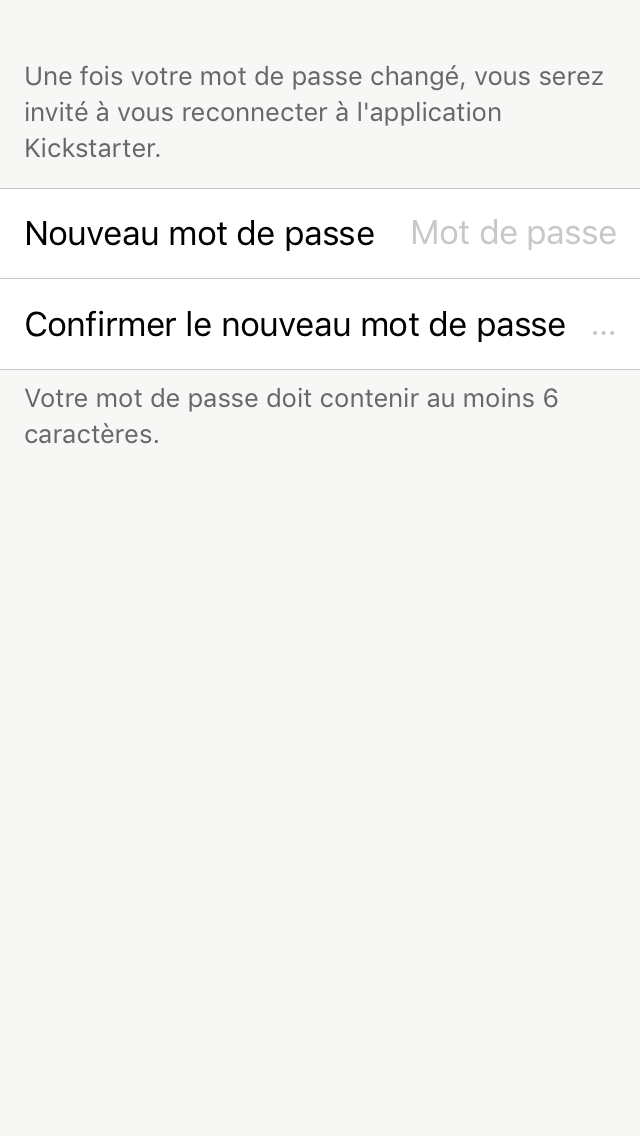 Une fois votre mot de passe changé, vous serez
invité à vous reconnecter à l'application
Kickstarter.
Nouveau mot de passe Mot de passe
Confirmer le nouveau mot de passe ...
Votre mot de passe doit contenir au moins 6
caractères.